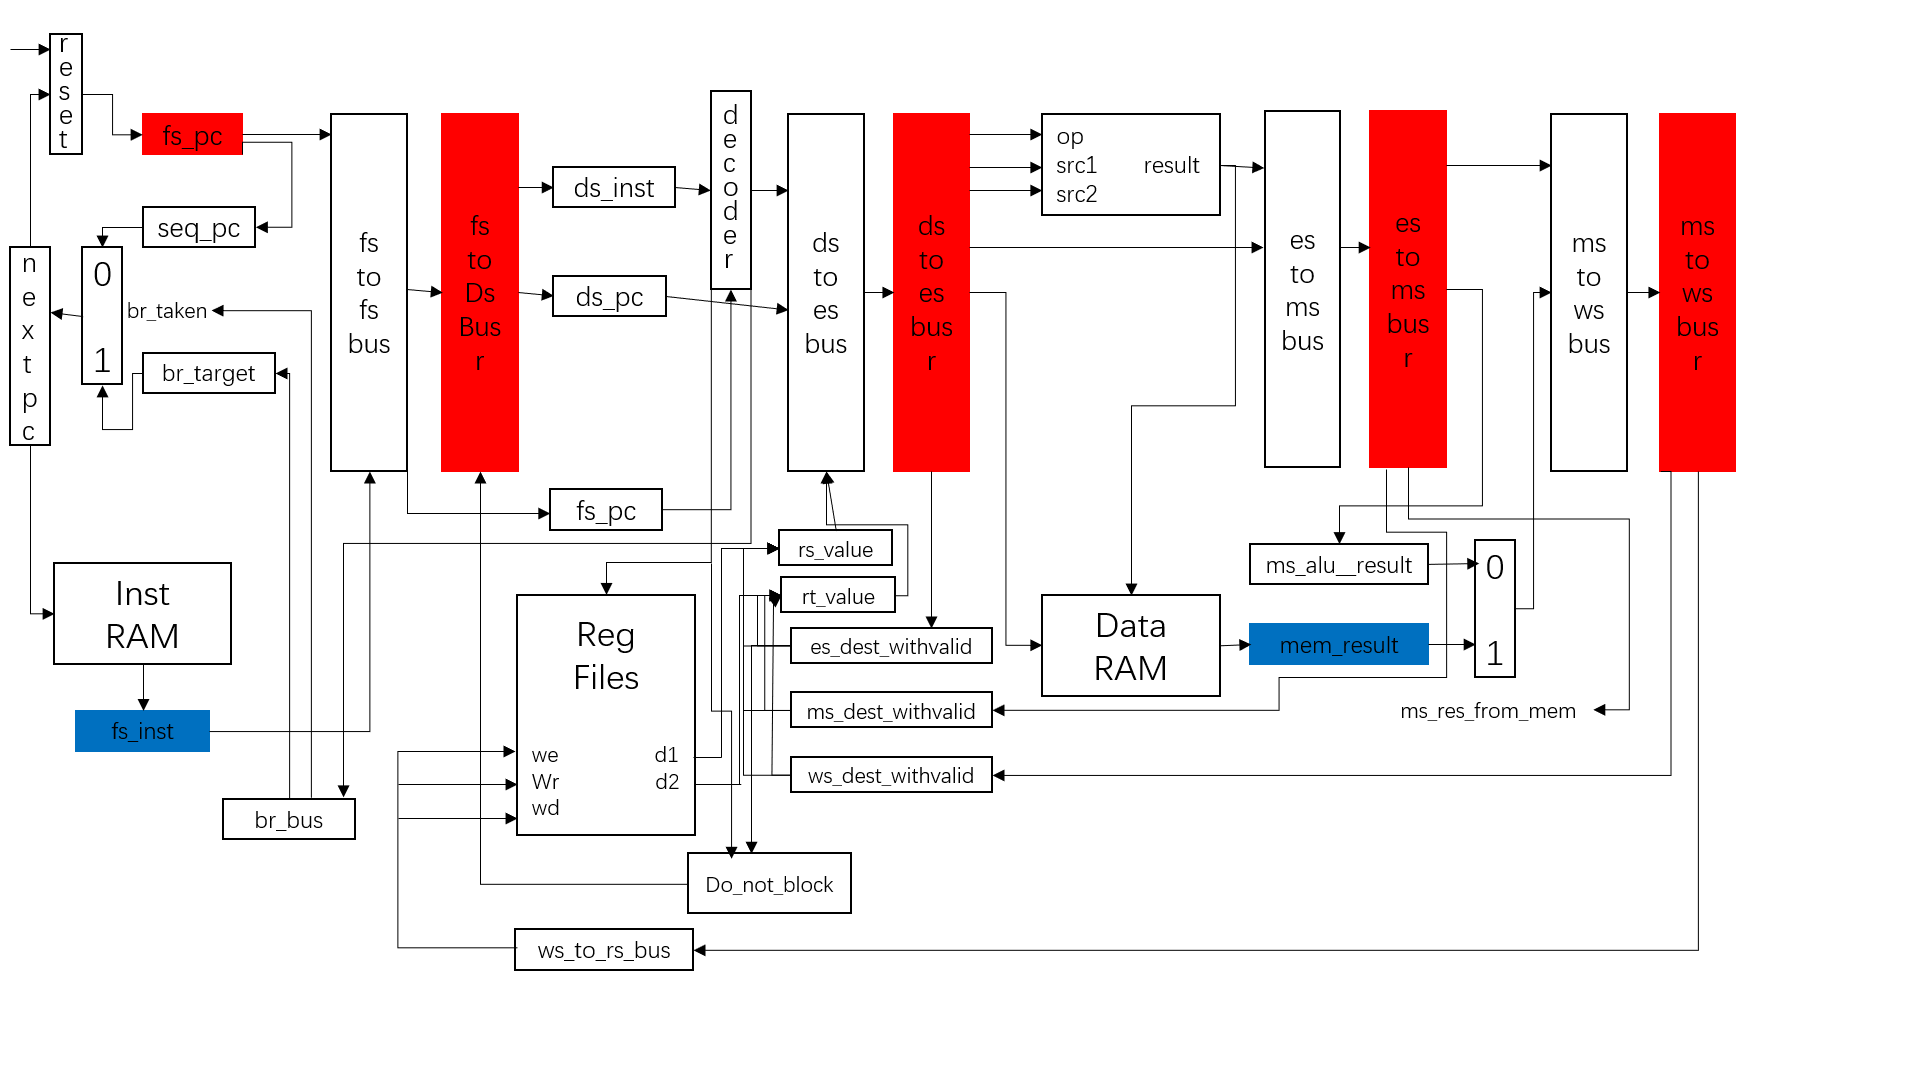 reset
fs_pc
seq_pc
nextpc
0
1
br_taken
br_target
Inst
RAM
fs_inst
br_bus
fs
to
fs
bus
fs
to
Ds
Bus
r
ds_inst
ds_pc
fs_pc
decoder
ds
to
es
bus
ds
to
es
bus
r
op
src1
src2
result
es
to
ms
bus
es
to
ms
bus
r
ms
to
ws
bus
ms
to
ws
bus
r
rs_value
rt_value
es_dest_withvalid
ms_dest_withvalid
ws_dest_withvalid
Reg
Files
we
Wr
wd
d1
d2
Do_not_block
ws_to_rs_bus
Data
RAM
ms_alu__result
mem_result
0
1
ms_res_from_mem